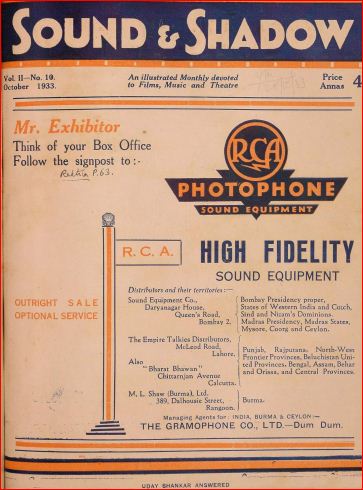 SOUND & SHADOW
Vol. II—No. 10.
October 1933.
An illustrated Monthly devoted
to Films, Music and Theatre
Price
Annas 4
Mr. Exhibitor
Think of your Box Office
Follow the signpost to :-
P. 63.
RCA
PHOTOPHONE
SOUND EQUIPMENT
R. C. A.
HIGH FIDELITY
SOUND EQUIPMENT
OUTRIGHT SALE
OPTIONAL SERVICE
Distributors and their territories :—
Sound Equipment Co.,
Daryanagar House,
Queen's Road,
Bombay 2.
Bombay Presidency proper,
States of Western India and Cutch,
Sind and Nizam's Dominions.
Madras Presidency, Madras States,
Mysore, Coorg and Ceylon.
The Empire Talkies Distributors,
McLeod Road,
Lahore.
Also
"Bharat Bhawan"
Chittaranjan Avenue
Calcutta.
Punjab, Rajputana, North-West
Frontier Provinces, Beluchistan Uni-
ted Provinces, Bengal, Assam, Behar
and Orissa, and Central Provinces.
M. L. Shaw (Burma), Ltd.
389, Dalhousie Street,
Rangoon.
Burma.
Managing Agents for: INDIA, BURMA & CEYLON:—
THE GRAMOPHONE CO., LTD.—Dum Dum.
UDAY SHANKAR ANSWERED